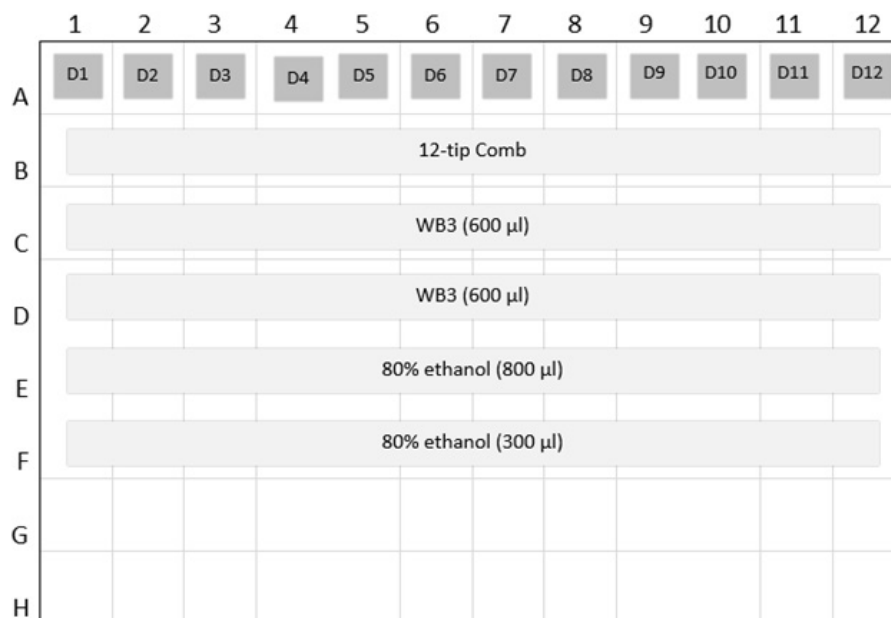 1 2 3 4 5 6 7 8 9 10 11 12
A D1 D2 D3 D4 D5 D6 D7 D8 D9 D10 D11 D12
B 12-tip Comb
C WB3 (600 µl)
D WB3 (600 µl)
E 80% ethanol (800 µl)
F 80% ethanol (300 µl)
G
H